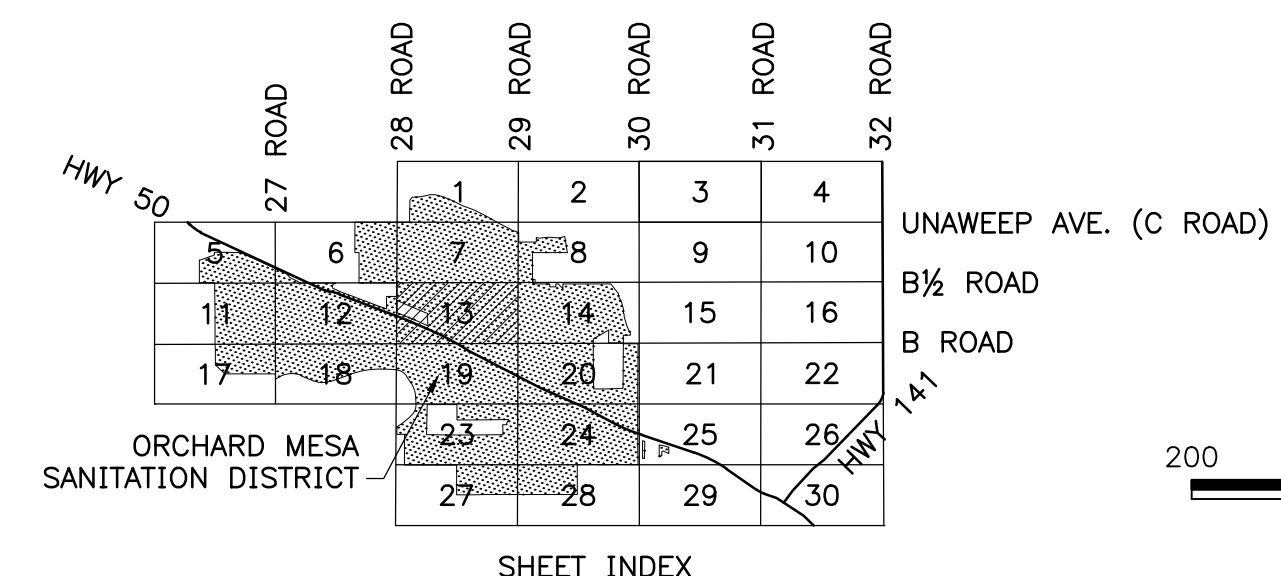 28 ROAD
29 ROAD
30 ROAD
31 ROAD
32 ROAD
27 ROAD
HWY 50
1 2 3 4
UNAWEEP AVE. (C ROAD)
5 6 7 8 9 10
B½ ROAD
11 12 13 14 15 16
B ROAD
17 18 19 20 21 22
HWY 141
ORCHARD MESA
SANITATION DISTRICT
23 24 25 26
27 28 29 30
200
SHEET INDEX